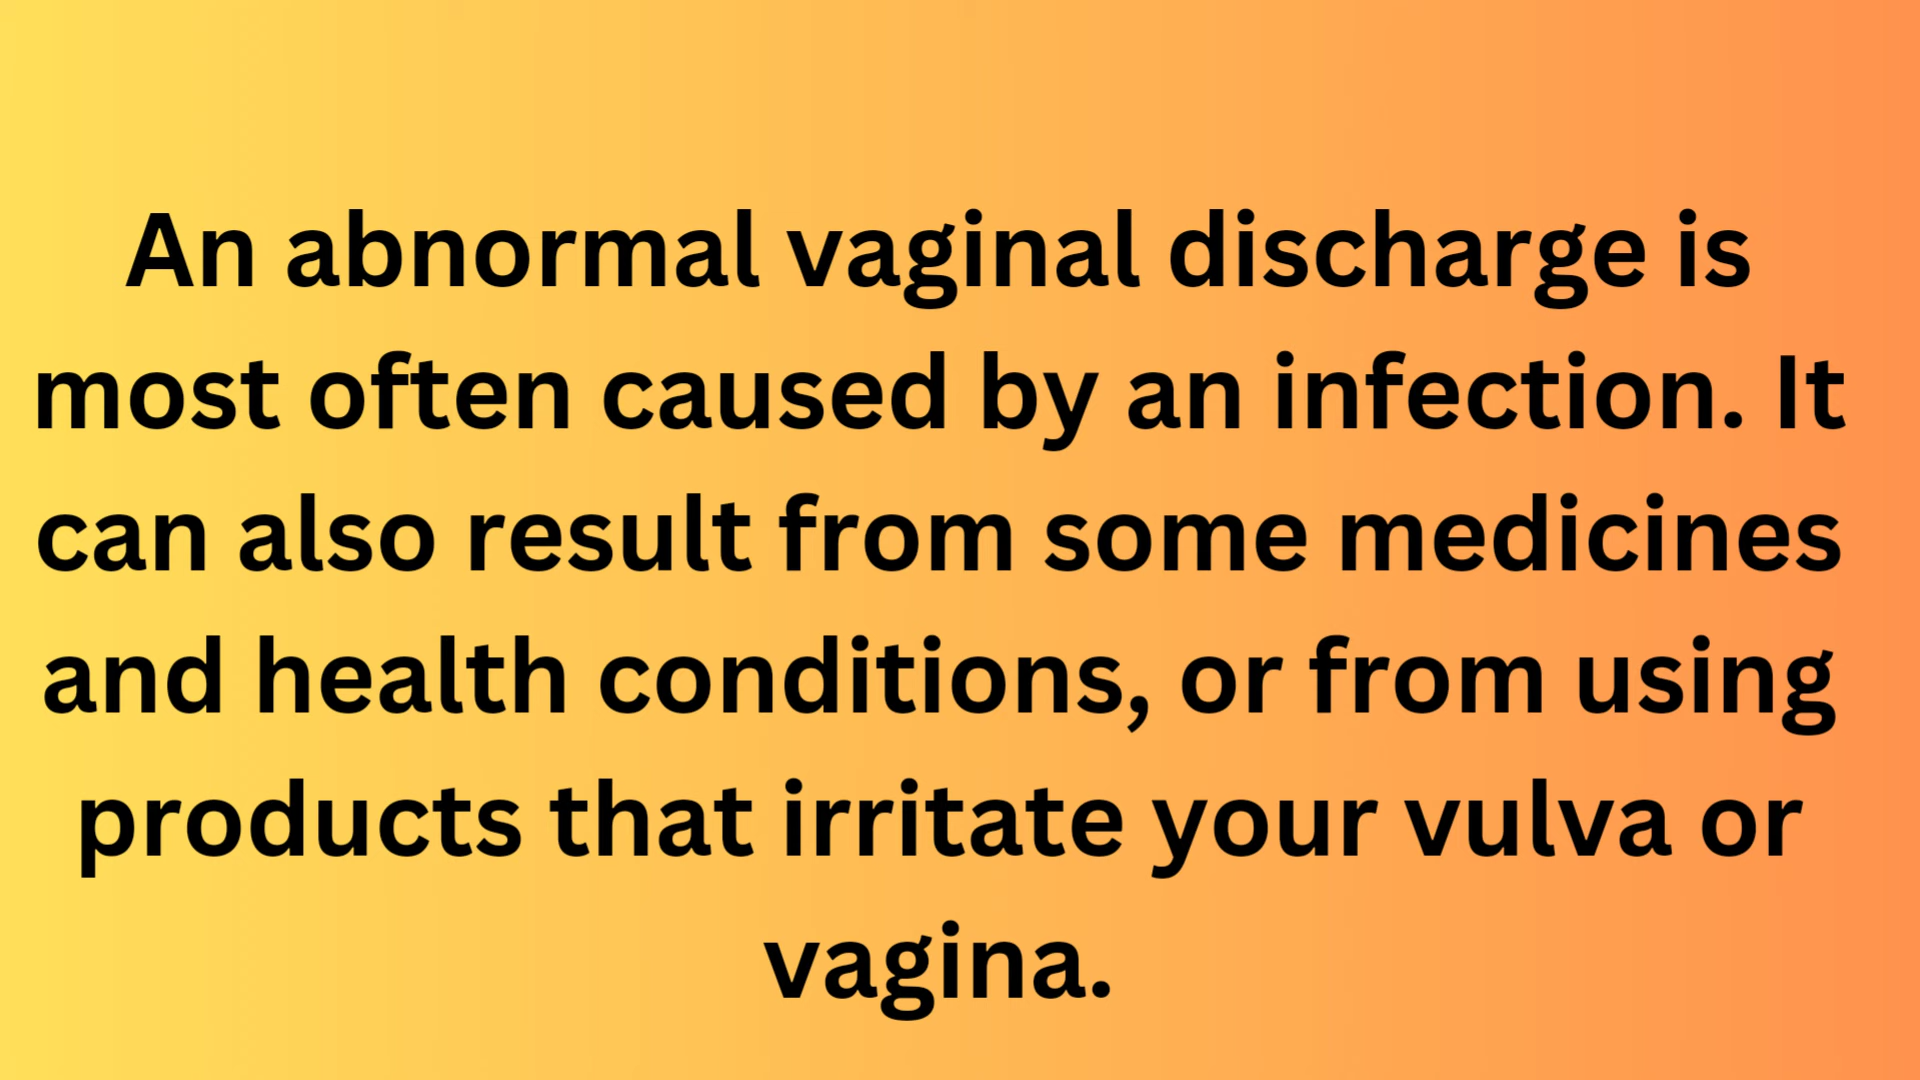 An abnormal vaginal discharge is
most often caused by an infection. It
can also result from some medicines
and health conditions, or from using
products that irritate your vulva or
vagina.